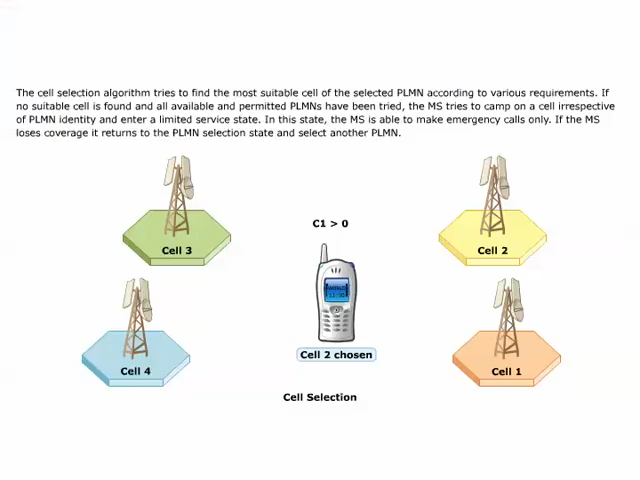 The cell selection algorithm tries to find the most suitable cell of the selected PLMN according to various requirements. If
no suitable cell is found and all available and permitted PLMNs have been tried, the MS tries to camp on a cell irrespective
of PLMN identity and enter a limited service state. In this state, the MS is able to make emergency calls only. If the MS
loses coverage it returns to the PLMN selection state and select another PLMN.
C1 > 0
Cell 3
Cell 2
Cell 2 chosen
Cell 4
Cell 1
Cell Selection